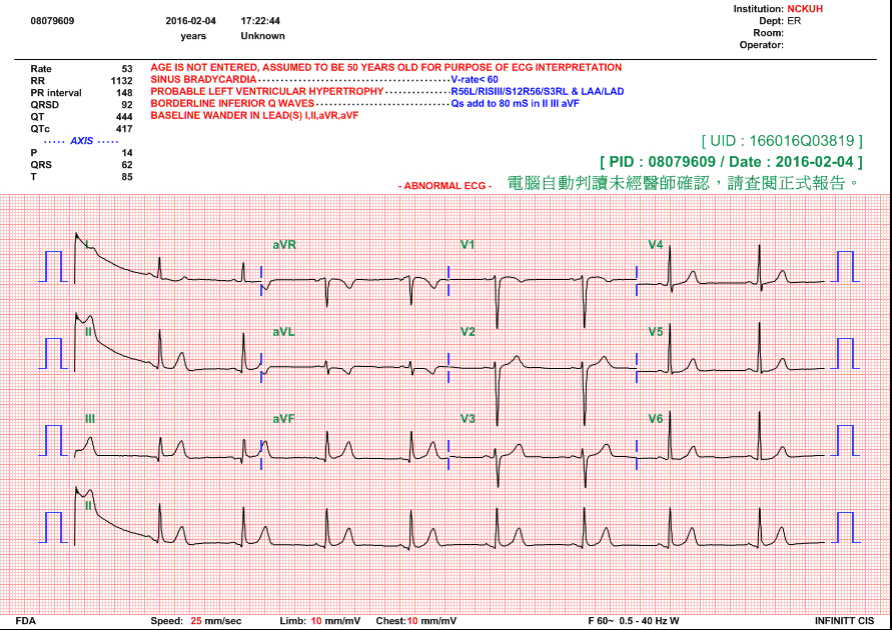 Institution: NCKUH
08079609 2016-02-04 17:22:44 Dept: ER
years Unknown Room:
Operator:
Rate 53 AGE IS NOT ENTERED, ASSUMED TO BE 50 YEARS OLD FOR PURPOSE OF ECG INTERPRETATION
RR 1132 SINUS BRADYCARDIA - - - - - - - - - - - - - - - - - - - - - - - - - - - - - - - - - - - - - - - - - V-rate< 60
PR interval 148 PROBABLE LEFT VENTRICULAR HYPERTROPHY - - - - - - - - - - - - - - R56L/RISIII/S12R56/S3RL & LAA/LAD
QRSD 92 BORDERLINE INFERIOR Q WAVES - - - - - - - - - - - - - - - - - - - - - - - - - - - - Qs add to 80 mS in II III aVF
QT 444 BASELINE WANDER IN LEAD(S) I,II,aVR,aVF
QTc 417
----- AXIS -----
P 14
QRS 62
T 85
[ UID : 166016Q03819 ]
[ PID : 08079609 / Date : 2016-02-04 ]
- ABNORMAL ECG - 電腦自動判讀未經醫師確認，請查閱正式報告。
I aVR V1 V4
II aVL V2 V5
III aVF V3 V6
II
FDA Speed: 25 mm/sec Limb: 10 mm/mV Chest: 10 mm/mV F 60~ 0.5 - 40 Hz W INFINITT CIS